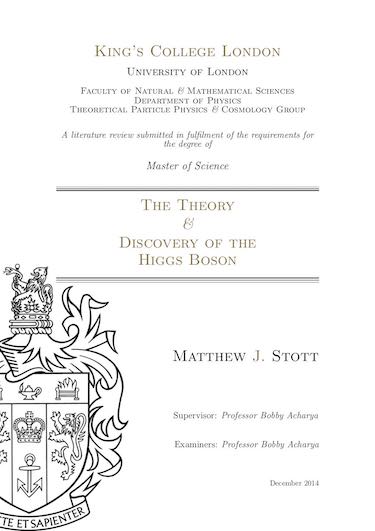 King's College London
University of London
Faculty of Natural & Mathematical Sciences
Department of Physics
Theoretical Particle Physics & Cosmology Group
A literature review submitted in fulfilment of the requirements for
the degree of
Master of Science
The Theory
&
Discovery of the
Higgs Boson
Matthew J. Stott
Supervisor: Professor Bobby Acharya
Examiners: Professor Bobby Acharya
December 2014
TE ET SAPIENTER